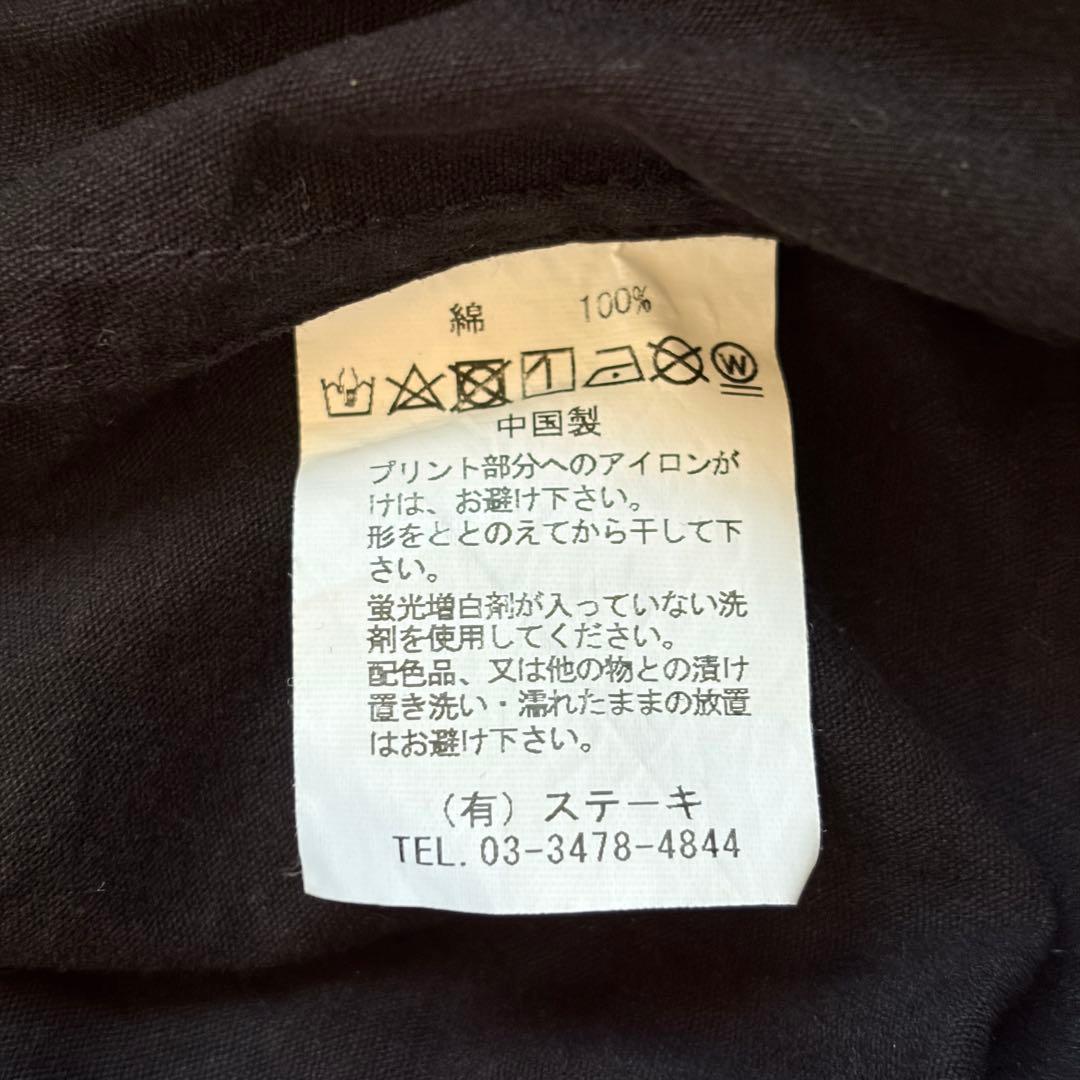 綿 100%
中国製
プリント部分へのアイロンが
けは、お避け下さい。
形をととのえてから干して下
さい。
蛍光増白剤が入っていない洗
剤を使用してください。
配色品、又は他の物との漬け
置き洗い・濡れたままの放置
はお避け下さい。
(有) ステーキ
TEL. 03-3478-4844